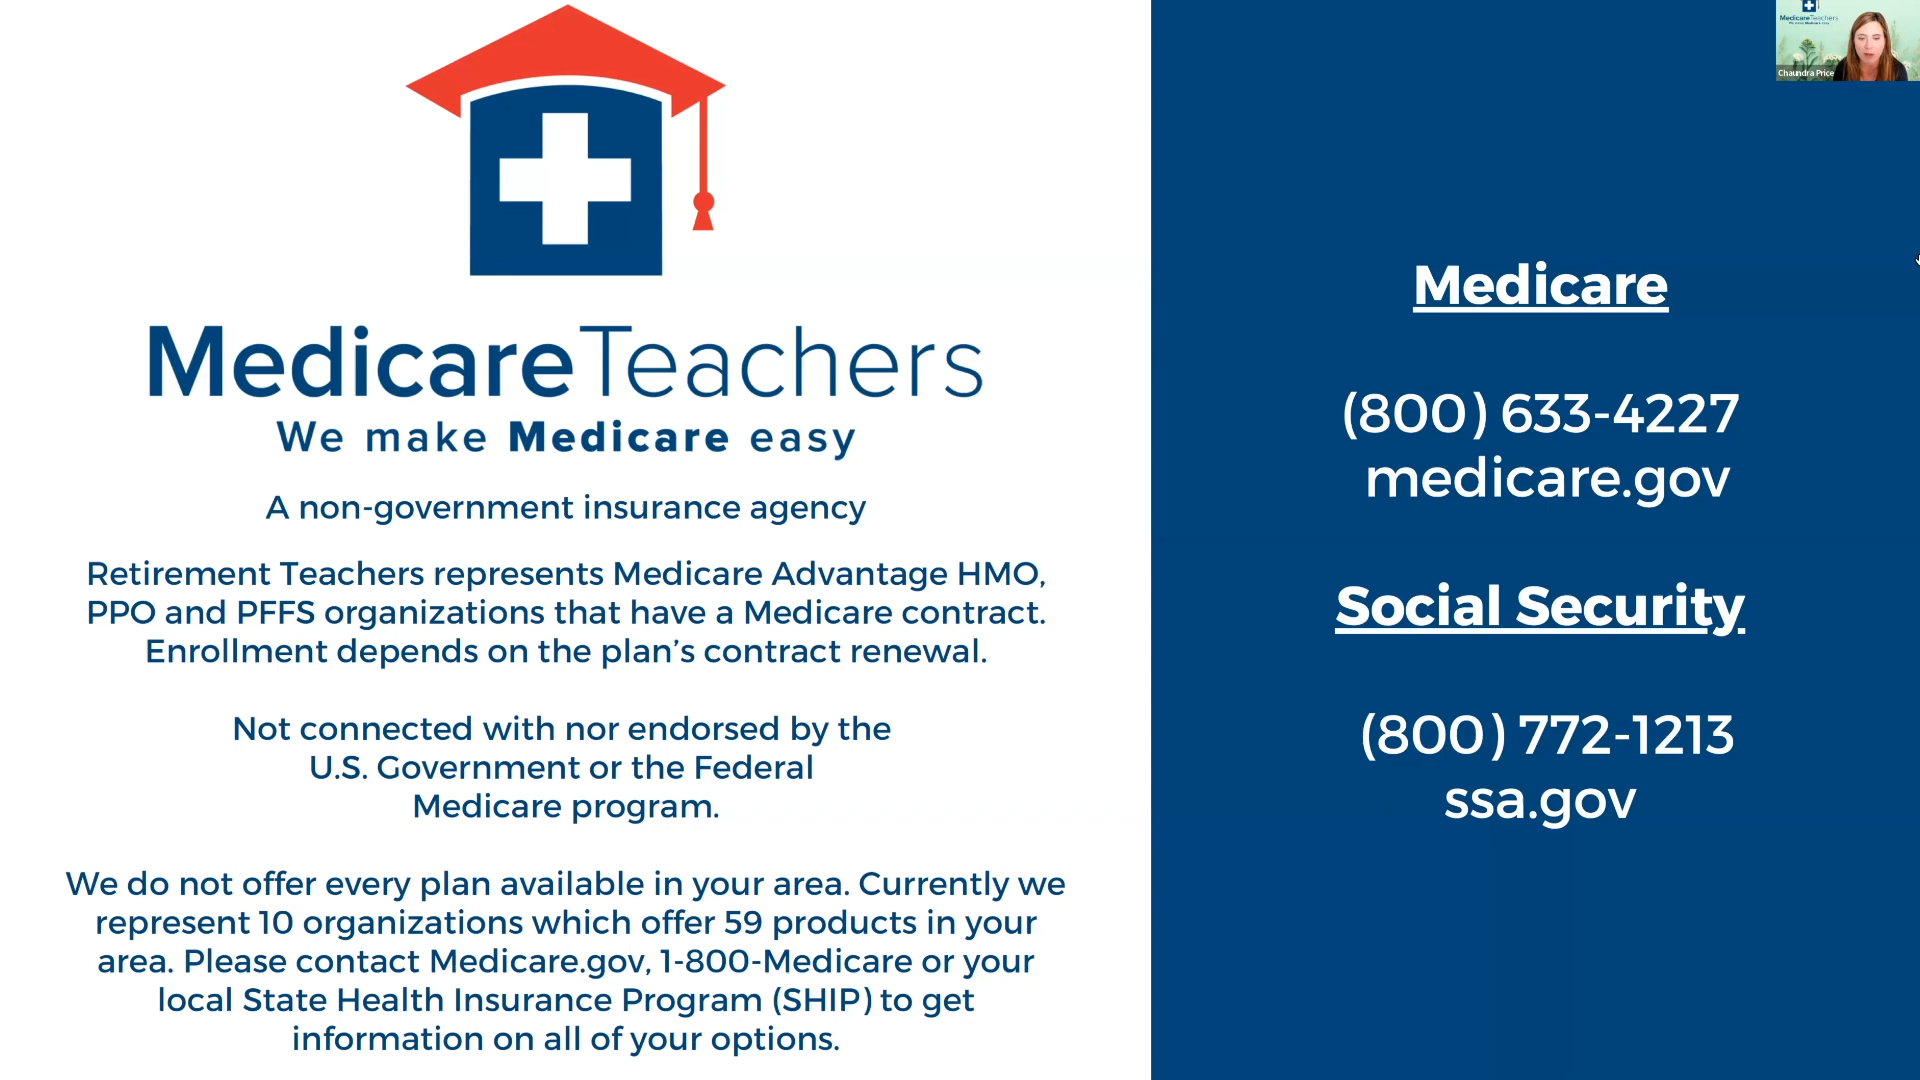 MedicareTeachers
We make Medicare easy
A non-government insurance agency
Retirement Teachers represents Medicare Advantage HMO,
PPO and PFFS organizations that have a Medicare contract.
Enrollment depends on the plan’s contract renewal.
Not connected with nor endorsed by the
U.S. Government or the Federal
Medicare program.
We do not offer every plan available in your area. Currently we
represent 10 organizations which offer 59 products in your
area. Please contact Medicare.gov, 1-800-Medicare or your
local State Health Insurance Program (SHIP) to get
information on all of your options.
Medicare
(800) 633-4227
medicare.gov
Social Security
(800) 772-1213
ssa.gov
MedicareTeachers
We make Medicare easy
Chaundra Price